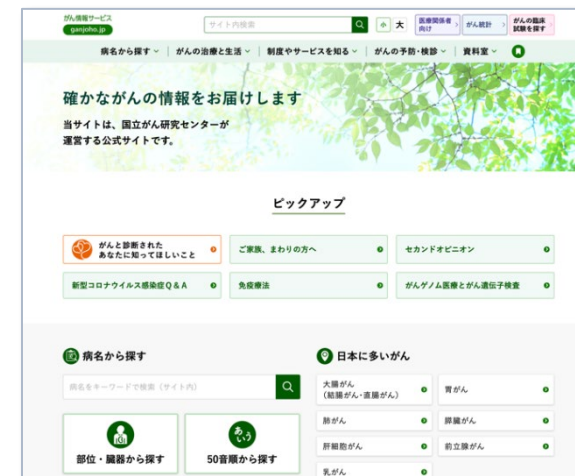 がん情報サービス
ganjoho.jp
サイト内検索
小 大
医療関係者
向け
がん統計
がんの臨床
試験を探す
病名から探す
がんの治療と生活
制度やサービスを知る
がんの予防・検診
資料室
確かながんの情報をお届けします
当サイトは、国立がん研究センターが
運営する公式サイトです。
ピックアップ
がんと診断された
あなたに知ってほしいこと
ご家族、まわりの方へ
セカンドオピニオン
新型コロナウイルス感染症Q&A
免疫療法
がんゲノム医療とがん遺伝子検査
病名から探す
病名をキーワードで検索（サイト内）
部位・臓器から探す
あいう
50音順から探す
日本に多いがん
大腸がん
（結腸がん・直腸がん）
胃がん
肺がん
膵臓がん
肝細胞がん
前立腺がん
乳がん